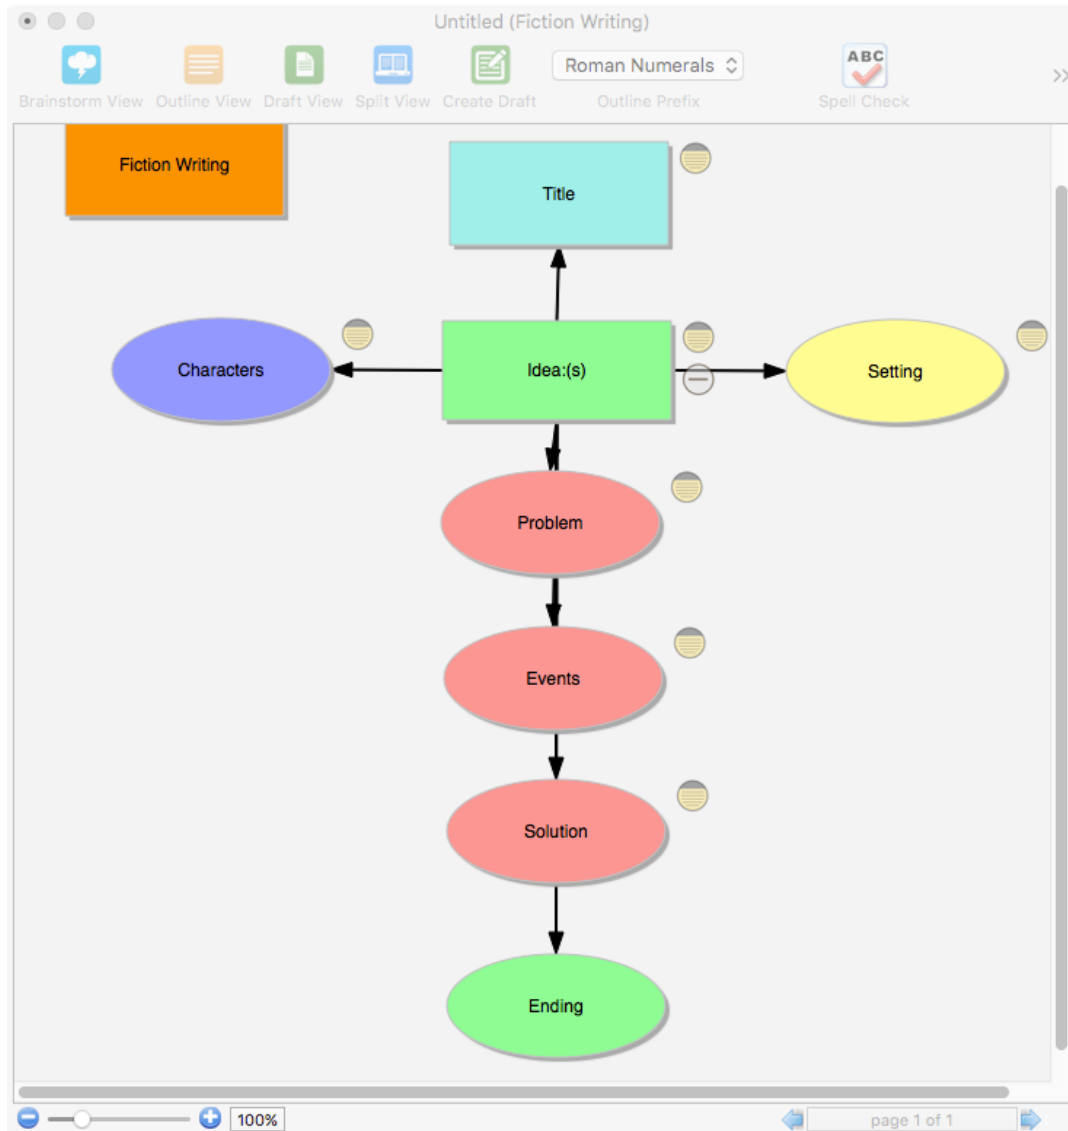 Untitled (Fiction Writing)
Roman Numerals
ABC
Brainstorm View Outline View Draft View Split View Create Draft Outline Prefix Spell Check
Fiction Writing
Title
Characters
Idea:(s)
Setting
Problem
Events
Solution
Ending
100%
page 1 of 1